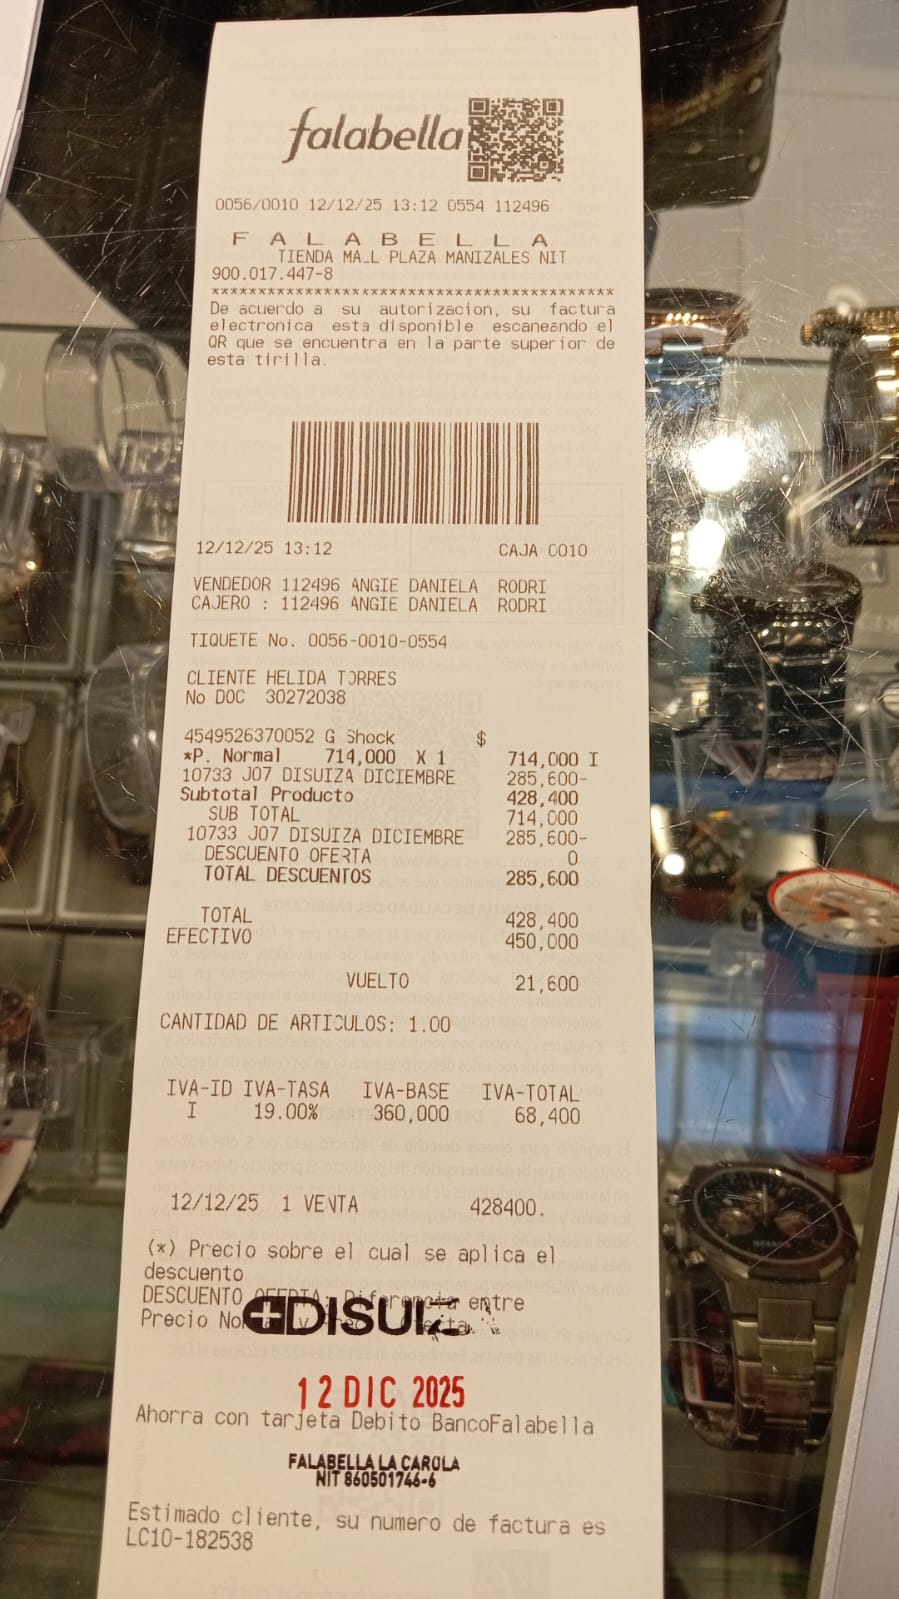 falabella
0056/0010 12/12/25 13:12 0554 112496
F A L A B E L L A
TIENDA MALL PLAZA MANIZALES NIT
900.017.447-8
******************************************
De acuerdo a su autorizacion, su factura
electronica esta disponible escaneando el
QR que se encuentra en la parte superior de
esta tirilla.
12/12/25 13:12 CAJA 0010
VENDEDOR 112496 ANGIE DANIELA RODRI
CAJERO : 112496 ANGIE DANIELA RODRI
TIQUETE No. 0056-0010-0554
CLIENTE HELIDA TORRES
No DOC 30272038
4549526370052 G Shock $
*P. Normal 714,000 X 1 714,000 I
10733 J07 DISUIZA DICIEMBRE 285,600-
Subtotal Producto 428,400
SUB TOTAL 714,000
10733 J07 DISUIZA DICIEMBRE 285,600-
DESCUENTO OFERTA 0
TOTAL DESCUENTOS 285,600
TOTAL 428,400
EFECTIVO 450,000
VUELTO 21,600
CANTIDAD DE ARTICULOS: 1.00
IVA-ID IVA-TASA IVA-BASE IVA-TOTAL
I 19.00% 360,000 68,400
12/12/25 1 VENTA 428400.
(*) Precio sobre el cual se aplica el
descuento
DESCUENTO OFERTA: Diferencia entre
Precio Normal y Precio Oferta.
DISUIZ
12 DIC 2025
Ahorra con tarjeta Debito BancoFalabella
FALABELLA LA CAROLA
NIT 860501746-6
Estimado cliente, su numero de factura es
LC10-182538